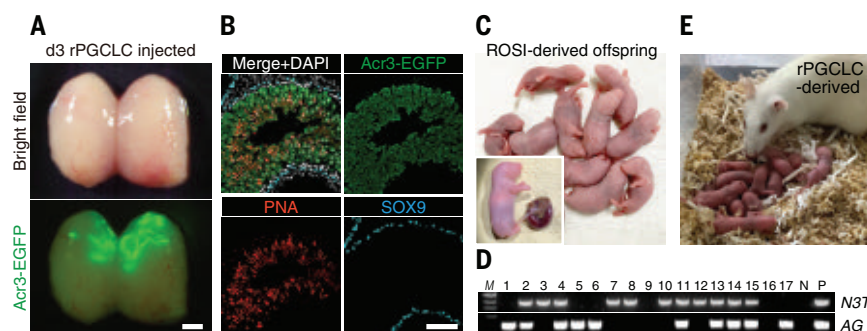 A
d3 rPGCLC injected
Bright field
Acr3-EGFP
B
Merge+DAPI
Acr3-EGFP
PNA
SOX9
C
ROSI-derived offspring
E
rPGCLC
-derived
D
M 1 2 3 4 5 6 7 8 9 10 11 12 13 14 15 16 17 N P
N3T
AG